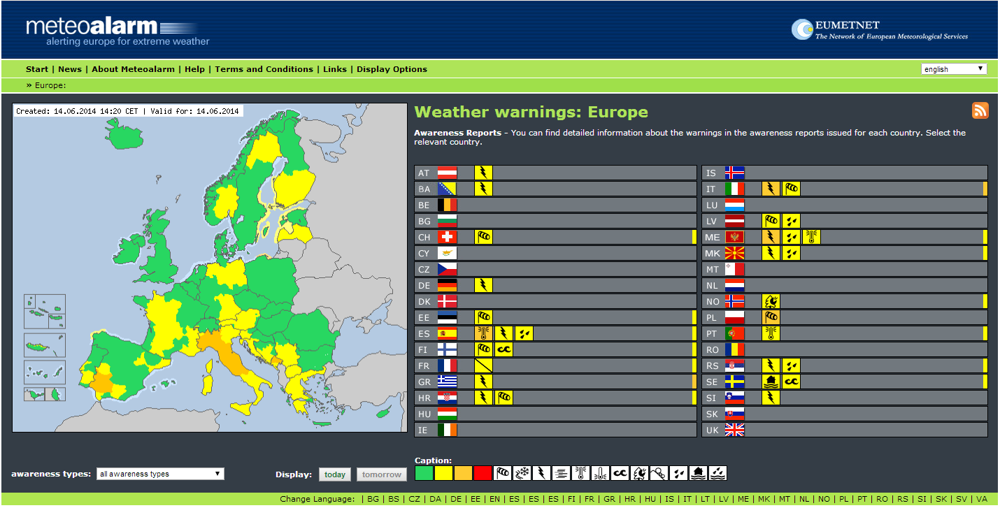 meteoalarm
alerting europe for extreme weather
EUMETNET
The Network of European Meteorological Services
Start | News | About Meteoalarm | Help | Terms and Conditions | Links | Display Options
english
» Europe:
Created: 14.06.2014 14:20 CET | Valid for: 14.06.2014
Weather warnings: Europe
Awareness Reports - You can find detailed information about the warnings in the awareness reports issued for each country. Select the
relevant country.
AT
BA
BE
BG
CH
CY
CZ
DE
DK
EE
ES
FI
FR
GR
HR
HU
IE
IS
IT
LU
LV
ME
MK
MT
NL
NO
PL
PT
RO
RS
SE
SI
SK
UK
awareness types:
all awareness types
Display:
today
tomorrow
Caption:
Change Language: | BG | BS | CZ | DA | DE | EE | EN | ES | ES | ES | FI | FR | GR | HR | HU | IS | IT | LT | LV | ME | MK | MT | NL | NO | PL | PT | RO | RS | SI | SK | SV | VA